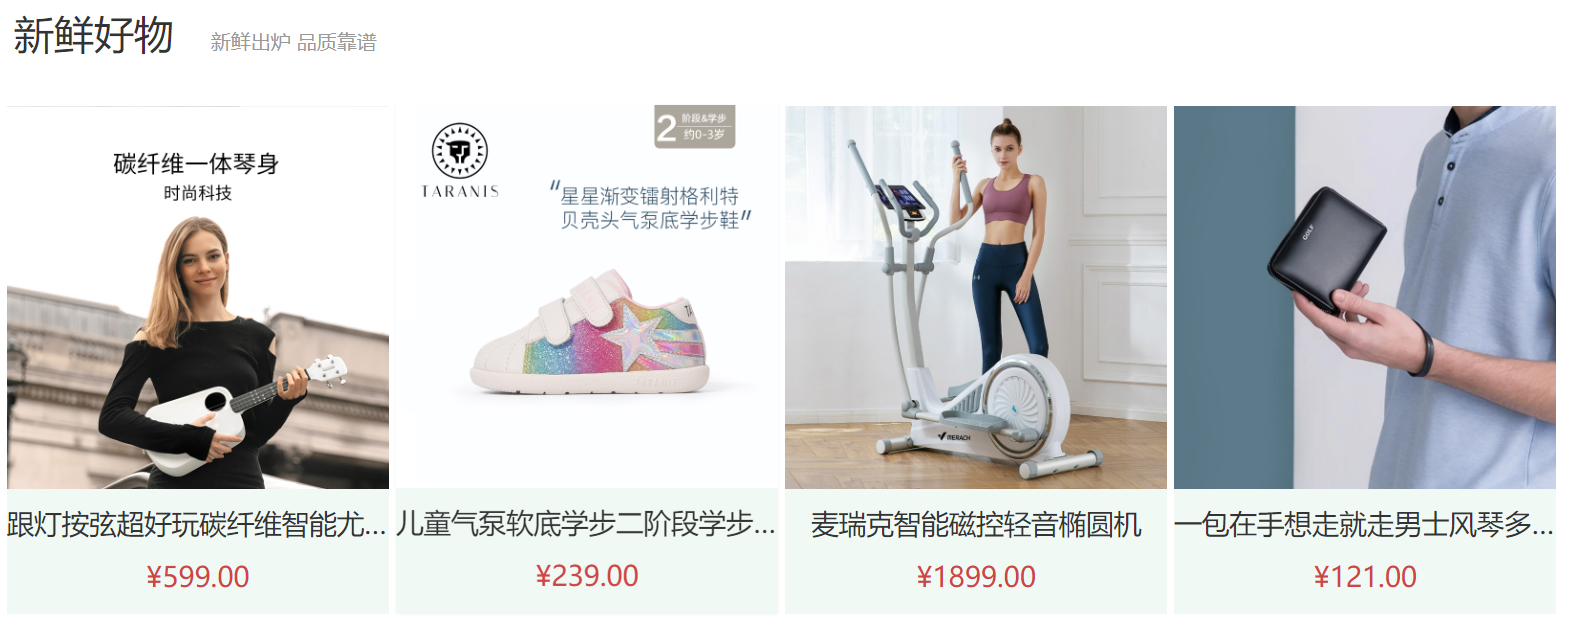 新鲜好物
新鲜出炉 品质靠谱
碳纤维一体琴身
时尚科技
TARANIS
2
阶段&学步
约0-3岁
“星星渐变镭射格利特
贝壳头气泵底学步鞋”
MERACH
GOLF
跟灯按弦超好玩碳纤维智能尤...
儿童气泵软底学步二阶段学步...
麦瑞克智能磁控轻音椭圆机
一包在手想走就走男士风琴多...
¥599.00
¥239.00
¥1899.00
¥121.00